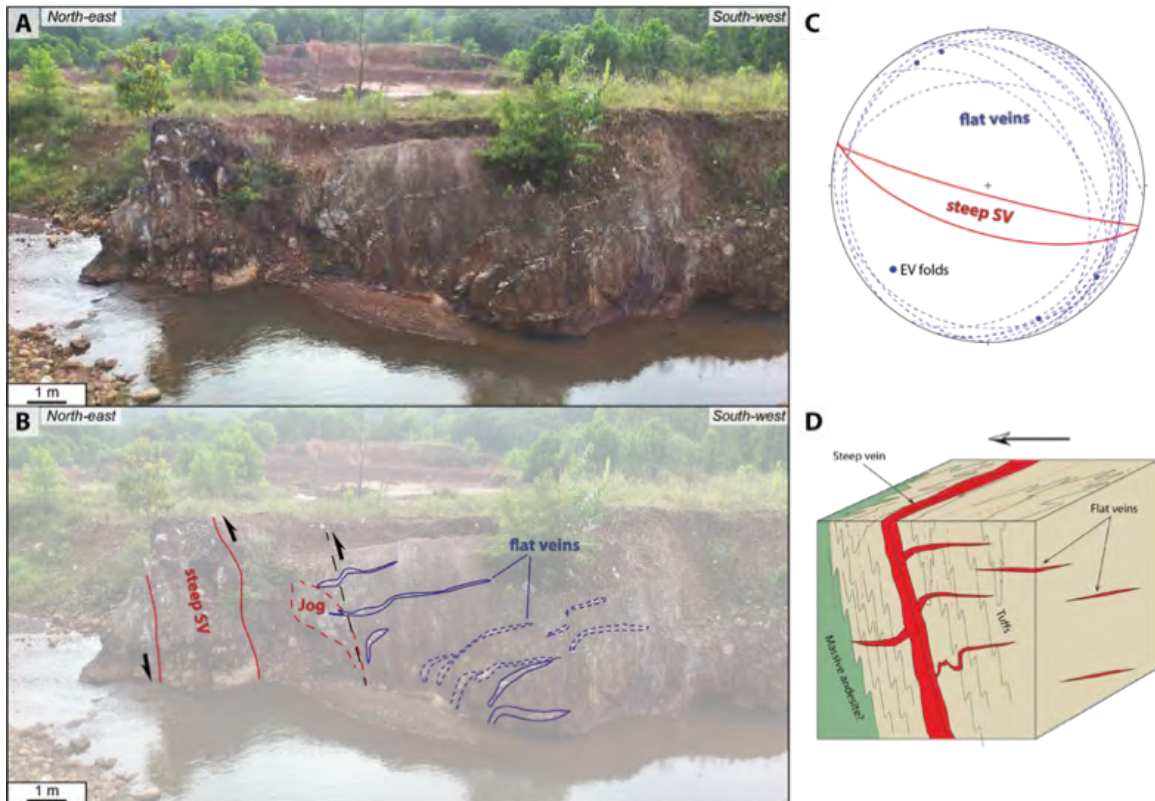 A
North-east
South-west
1 m
B
North-east
South-west
steep SV
Jog
flat veins
1 m
C
flat veins
steep SV
EV folds
D
Steep vein
Flat veins
Tuffs
Massive andesite?